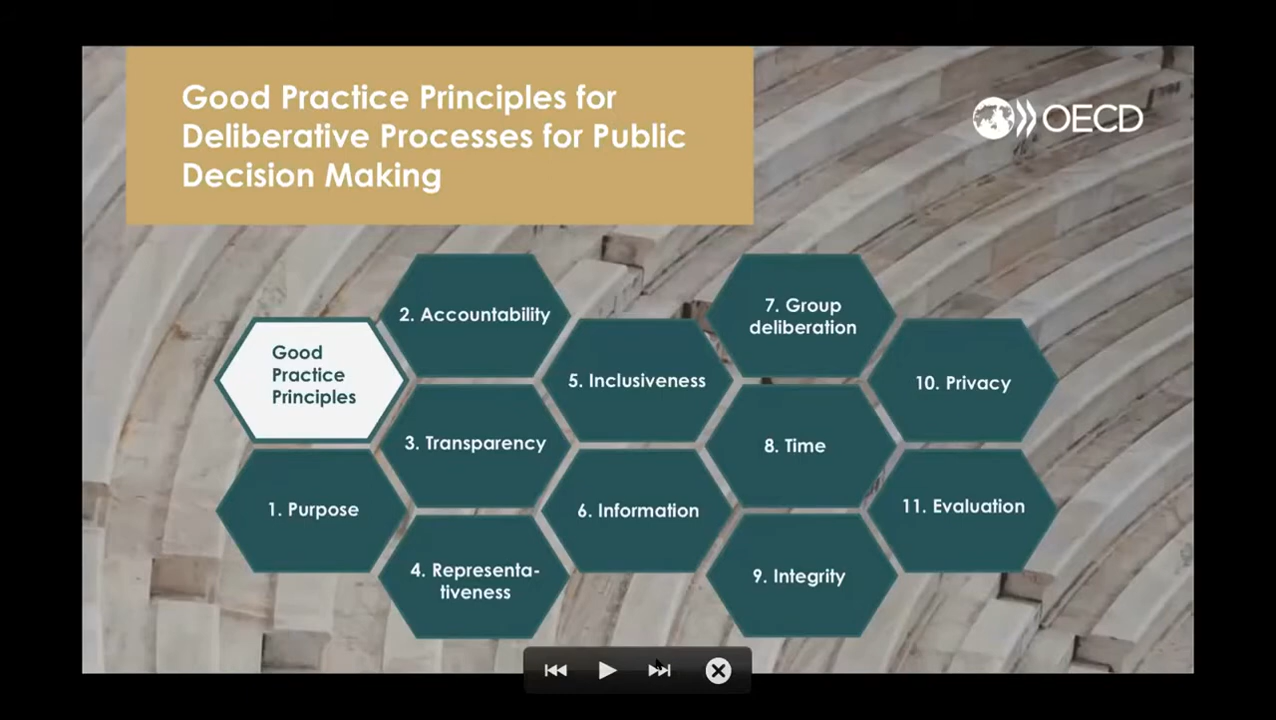 Good Practice Principles for
Deliberative Processes for Public
Decision Making
OECD
Good
Practice
Principles
1. Purpose
2. Accountability
3. Transparency
4. Representa-
tiveness
5. Inclusiveness
6. Information
7. Group
deliberation
8. Time
9. Integrity
10. Privacy
11. Evaluation